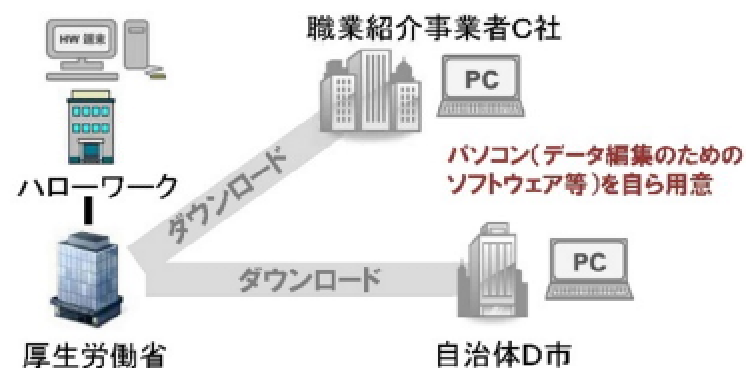 職業紹介事業者C社
HW 端末
PC
パソコン(データ編集のための
ソフトウェア等)を自ら用意
ハローワーク
ダウンロード
ダウンロード
PC
厚生労働省
自治体D市